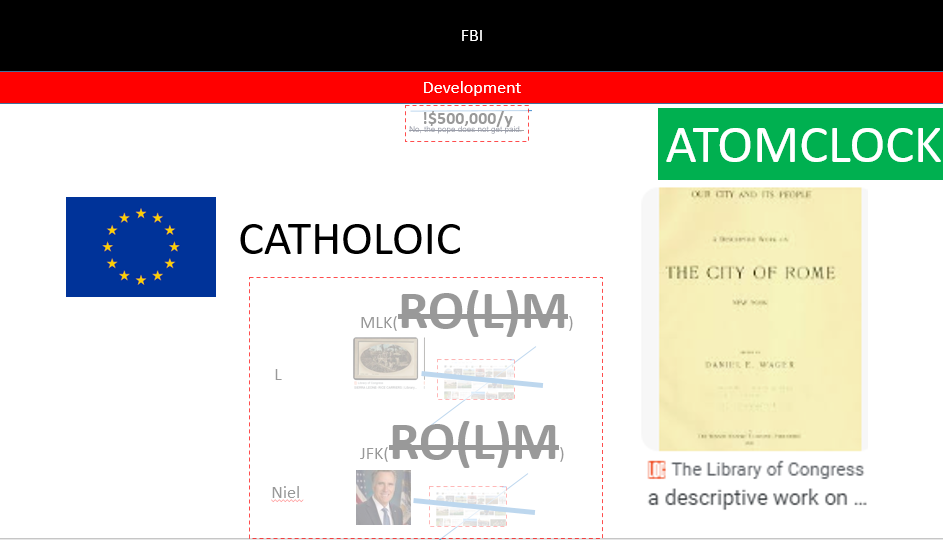 FBI
Development
!$500,000/y
No, the pope does not get paid.
ATOMCLOCK
OUR CITY AND ITS PEOPLE
A DESCRIPTIVE WORK ON
THE CITY OF ROME
NEW YORK
CATHOLOIC
MLK(RO(L)M)
L
DANIEL E. WAGER
JFK(RO(L)M)
Niel
LOC The Library of Congress
a descriptive work on ...